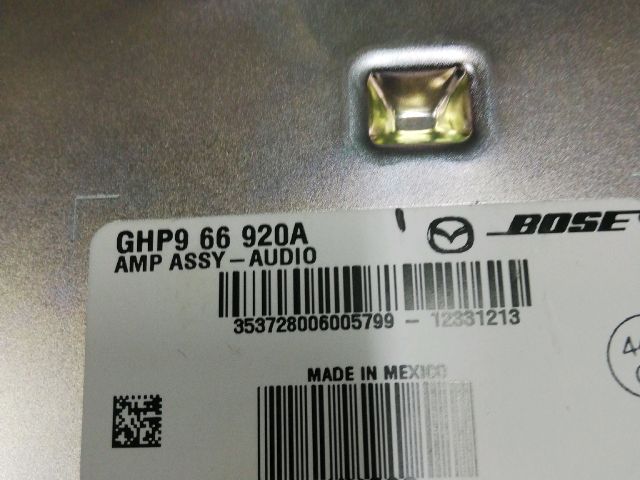 GHP9 66 920A BOSE
AMP ASSY-AUDIO
353728006005799 - 12331213
MADE IN MEXICO